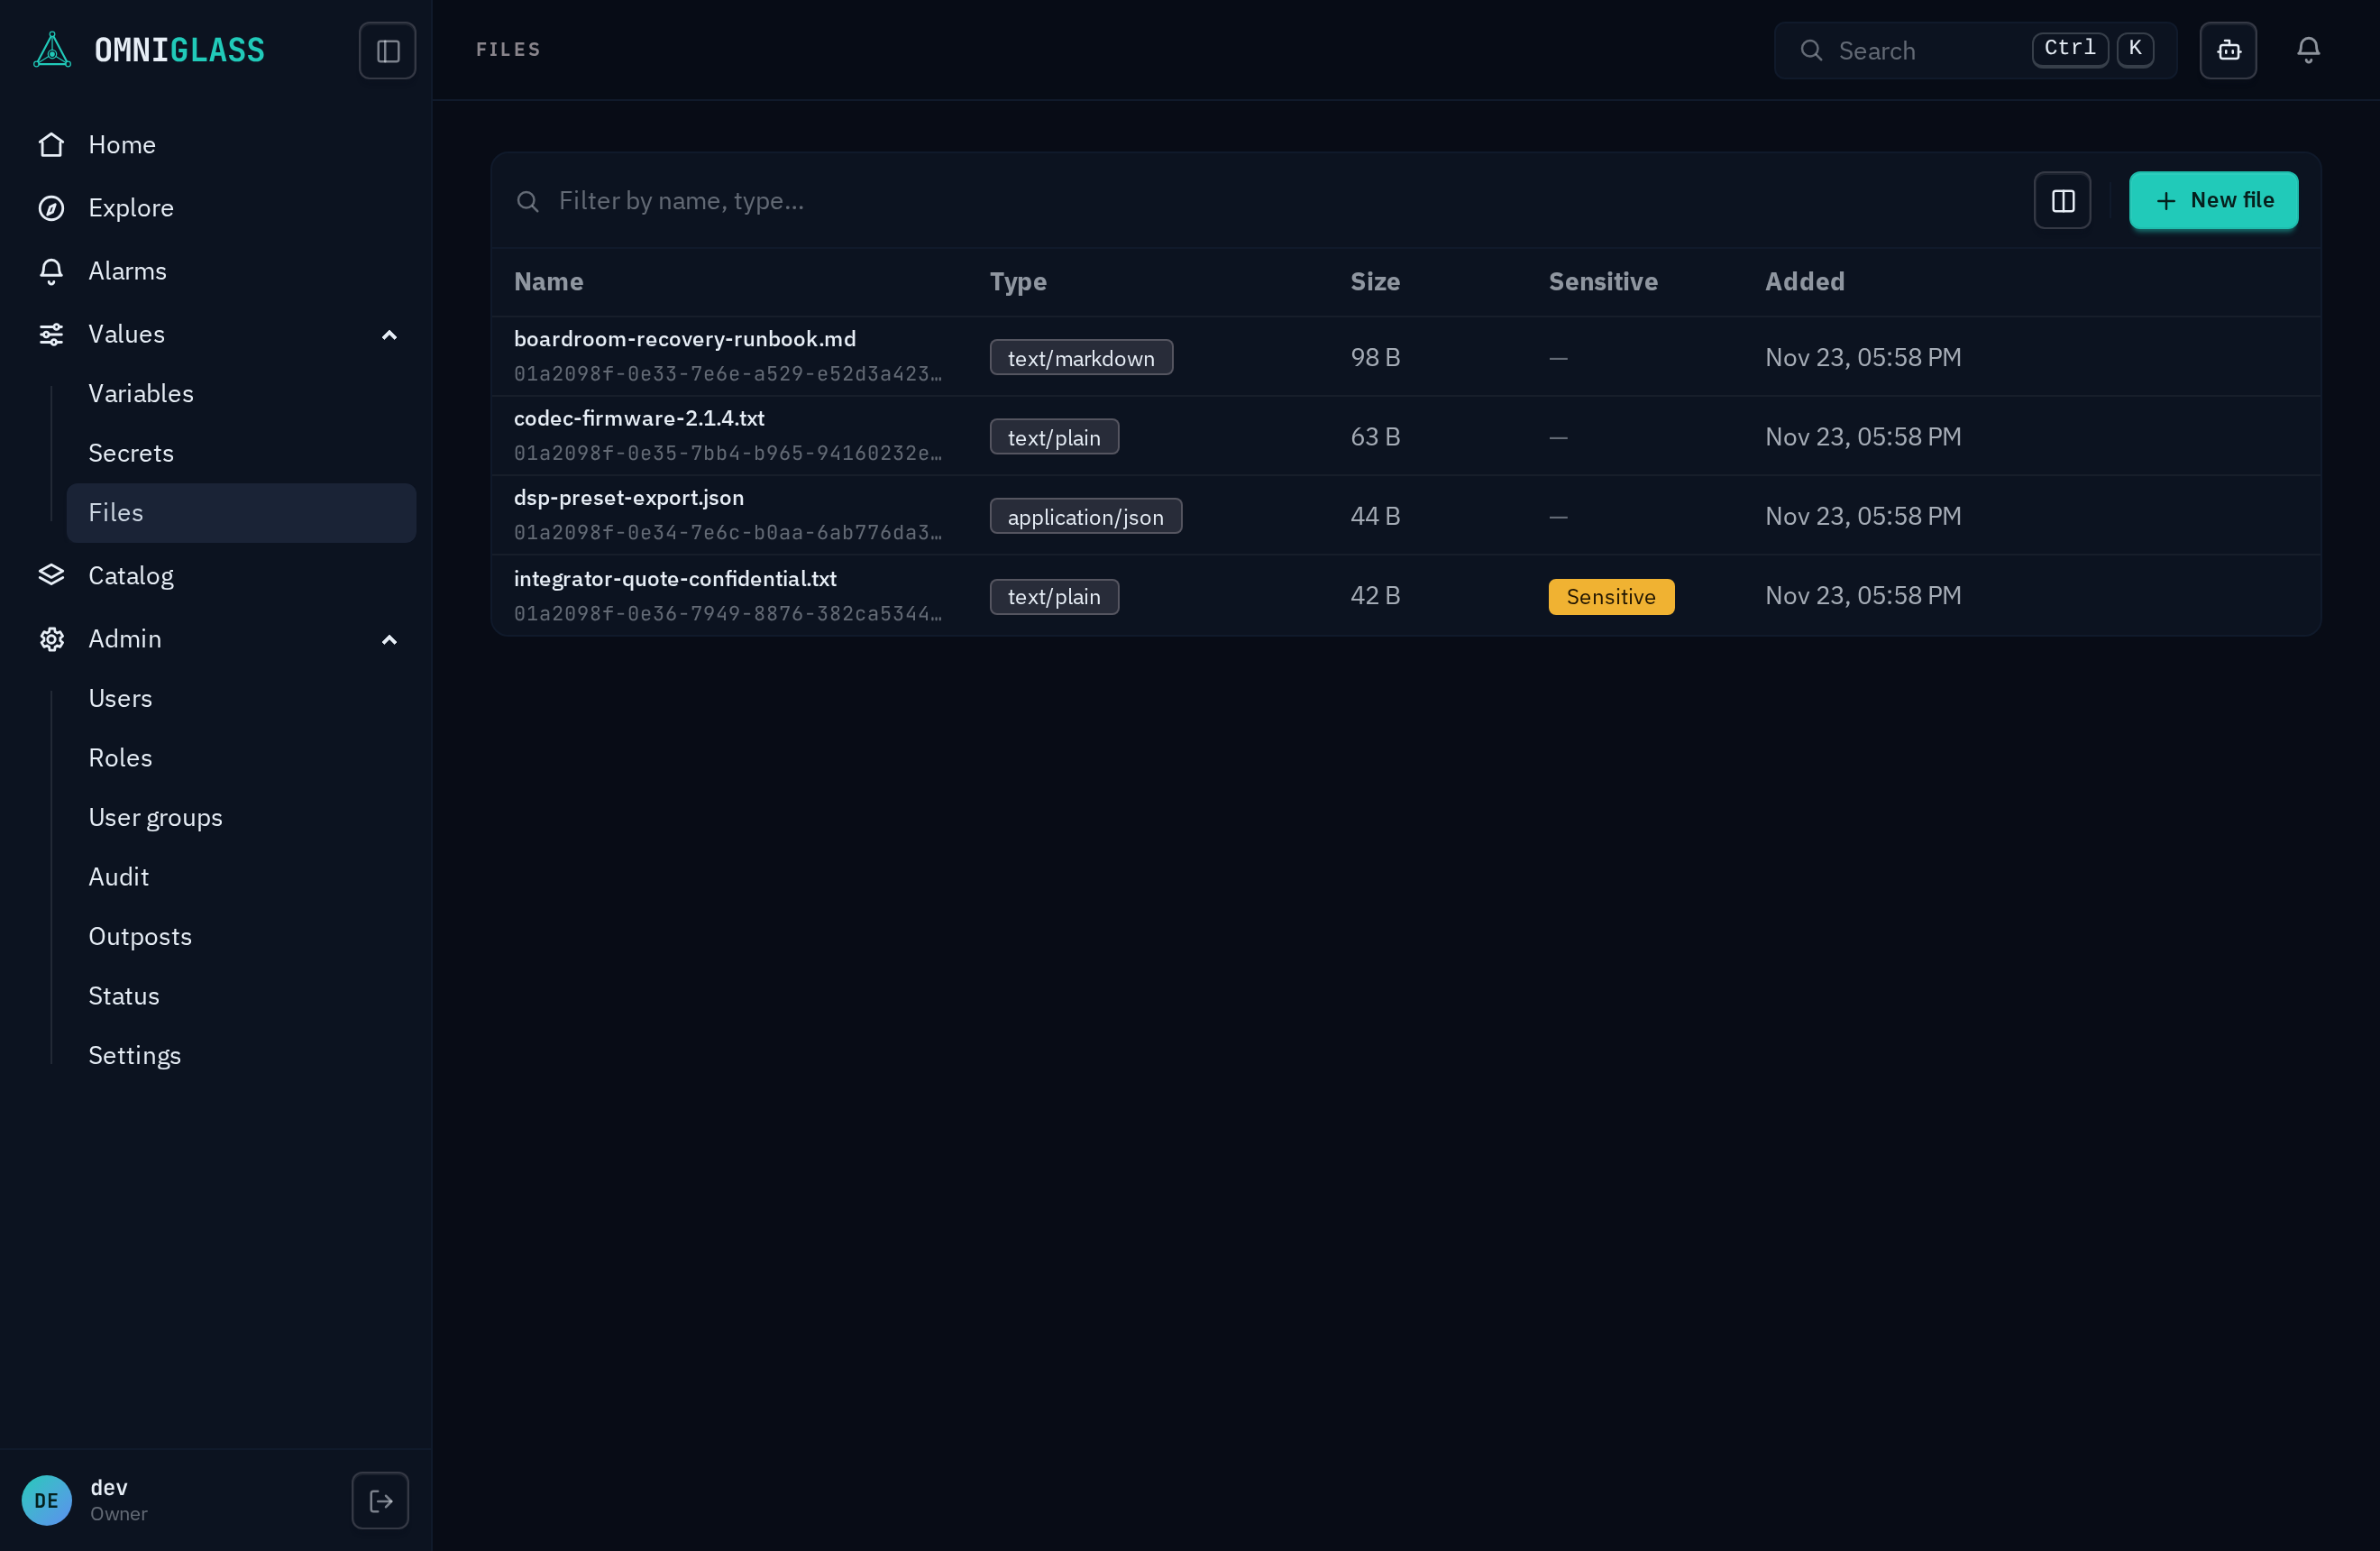 OMNIGLASS
Home
Explore
Alarms
Values
Variables
Secrets
Files
Catalog
Admin
Users
Roles
User groups
Audit
Outposts
Status
Settings
DE
dev
Owner
FILES
Search Ctrl K
Filter by name, type...
New file
Name Type Size Sensitive Added
boardroom-recovery-runbook.md
01a2098f-0e33-7e6e-a529-e52d3a423…
text/markdown 98 B — Nov 23, 05:58 PM
codec-firmware-2.1.4.txt
01a2098f-0e35-7bb4-b965-94160232e…
text/plain 63 B — Nov 23, 05:58 PM
dsp-preset-export.json
01a2098f-0e34-7e6c-b0aa-6ab776da3…
application/json 44 B — Nov 23, 05:58 PM
integrator-quote-confidential.txt
01a2098f-0e36-7949-8876-382ca5344…
text/plain 42 B Sensitive Nov 23, 05:58 PM